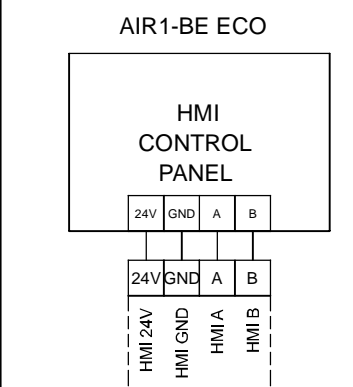 AIR1-BE ECO
HMI
CONTROL
PANEL
24V GND A B
24V GND A B
HMI 24V
HMI GND
HMI A
HMI B